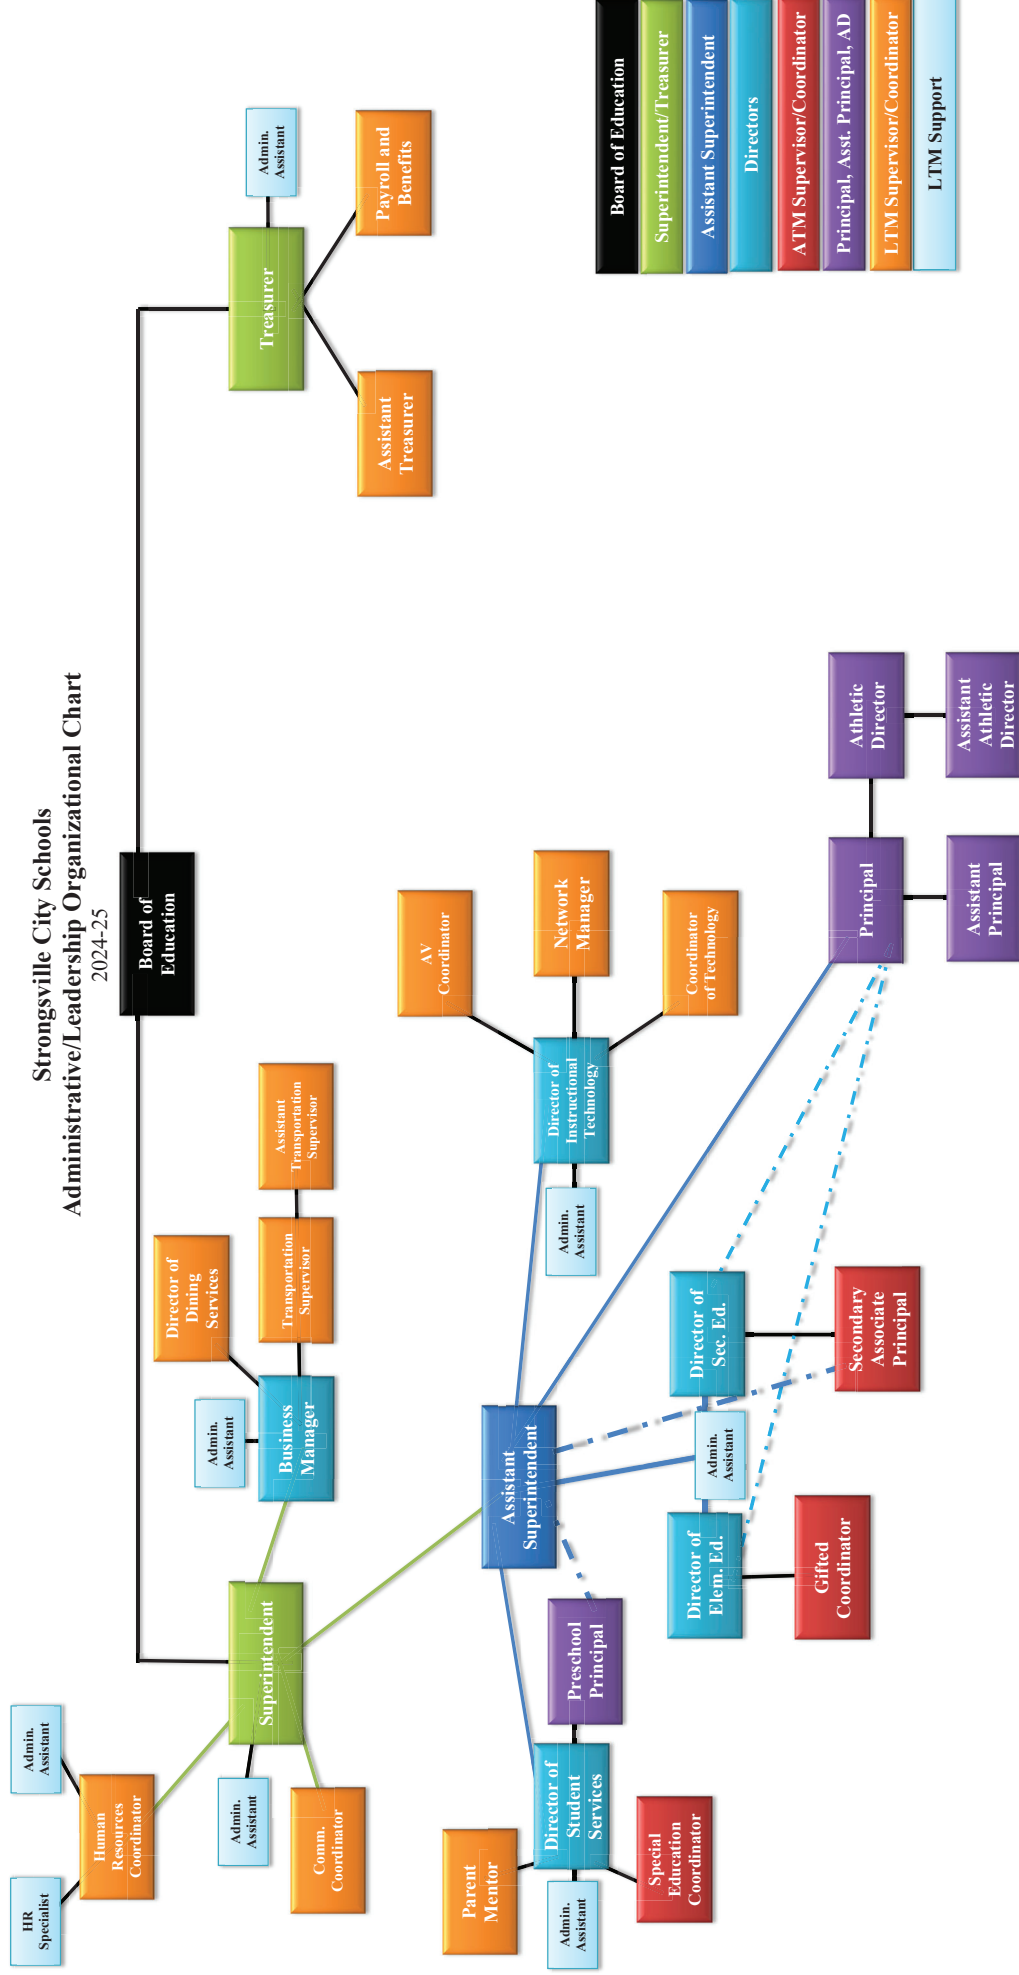 Strongsville City Schools
Administrative/Leadership Organizational Chart
2024-25
Board of
Education
HR
Specialist
Admin.
Assistant
Human
Resources
Coordinator
Admin.
Assistant
Comm.
Coordinator
Superintendent
Admin.
Assistant
Business
Manager
Director of
Dining
Services
Transportation
Supervisor
Assistant
Transportation
Supervisor
Treasurer
Admin.
Assistant
Assistant
Treasurer
Payroll and
Benefits
Assistant
Superintendent
Parent
Mentor
Admin.
Assistant
Director of
Student
Services
Preschool
Principal
Special
Education
Coordinator
Admin.
Assistant
Director of
Instructional
Technology
AV
Coordinator
Network
Manager
Coordinator
of Technology
Director of
Elem. Ed.
Admin.
Assistant
Director of
Sec. Ed.
Gifted
Coordinator
Secondary
Associate
Principal
Principal
Athletic
Director
Assistant
Principal
Assistant
Athletic
Director
Board of Education
Superintendent/Treasurer
Assistant Superintendent
Directors
ATM Supervisor/Coordinator
Principal, Asst. Principal, AD
LTM Supervisor/Coordinator
LTM Support